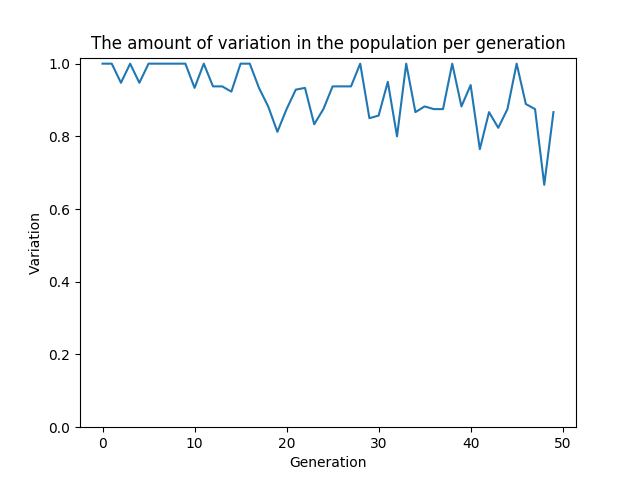 The amount of variation in the population per generation
1.0
0.8
0.6
0.4
0.2
0.0
Variation
0 10 20 30 40 50
Generation